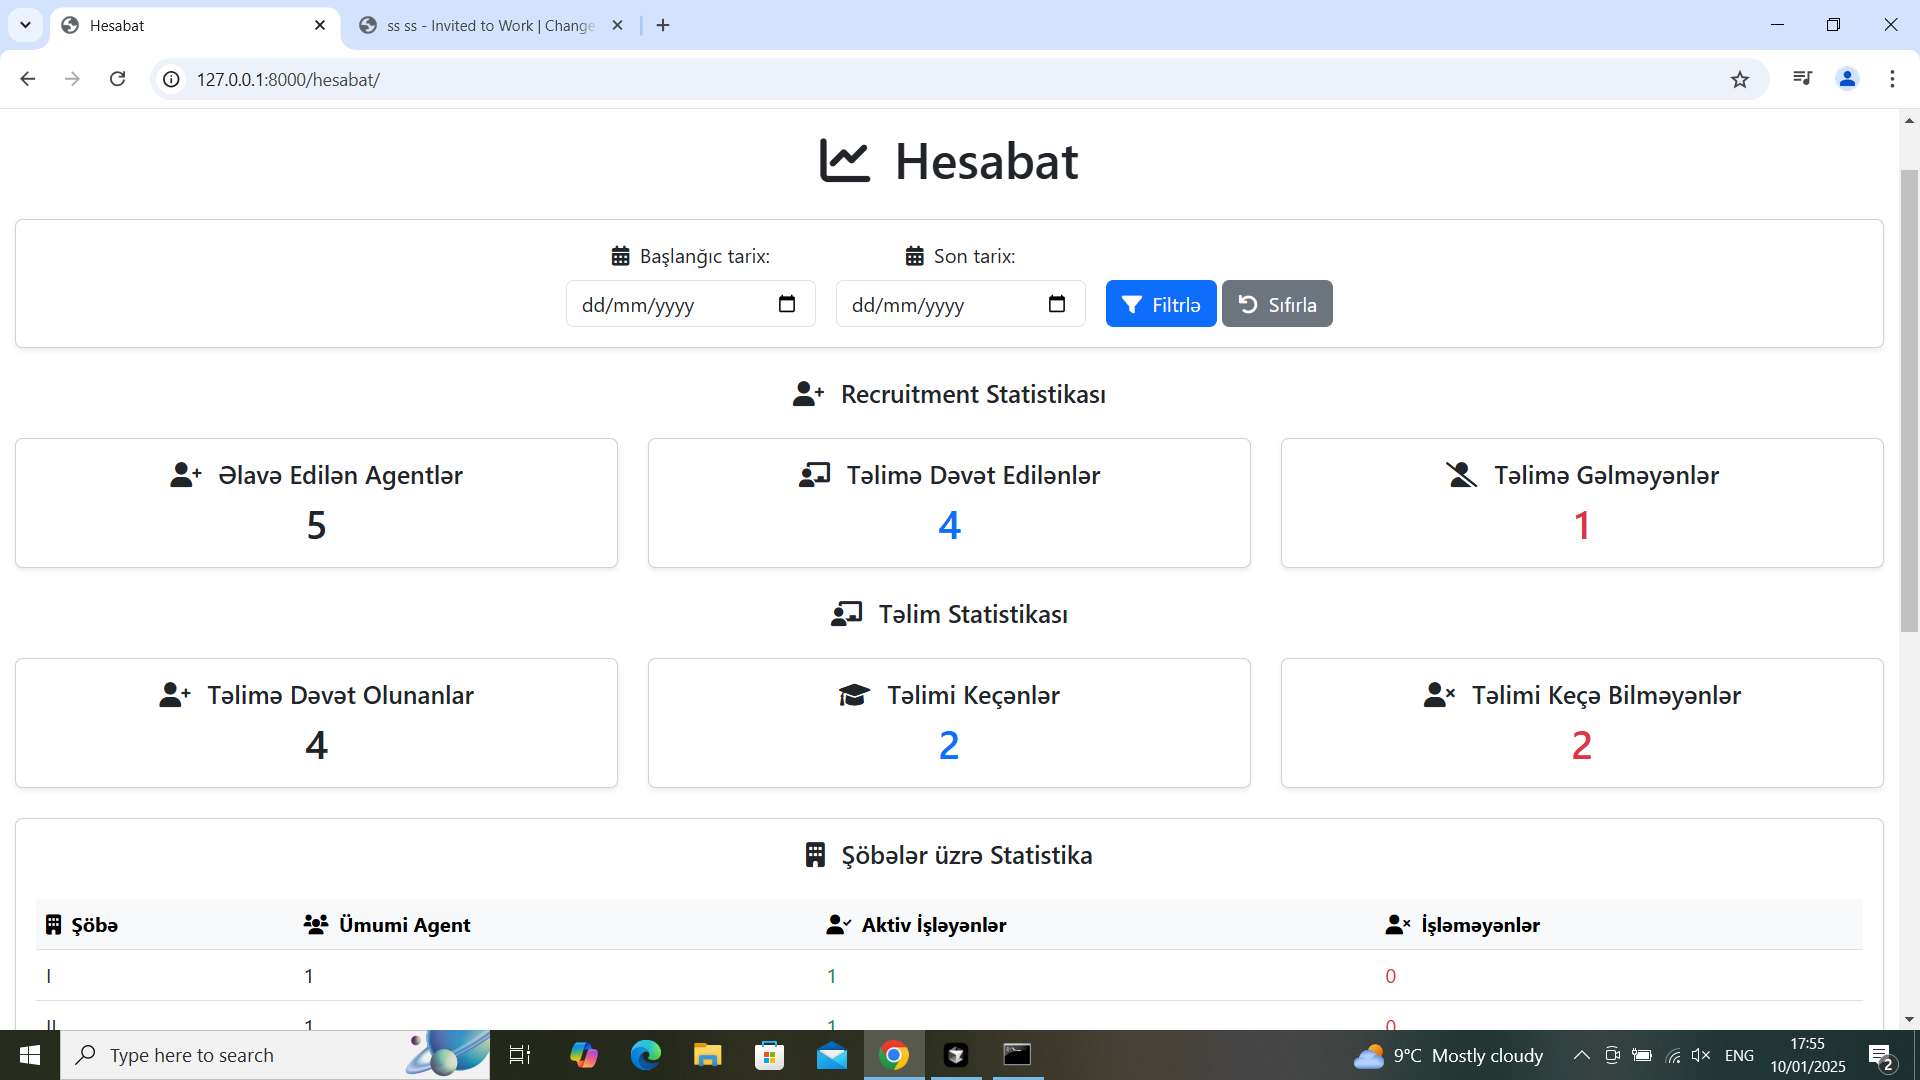 Hesabat
ss ss - Invited to Work | Change
127.0.0.1:8000/hesabat/
Hesabat
Başlanğıc tarix:
Son tarix:
dd/mm/yyyy
dd/mm/yyyy
Filtrlə
Sıfırla
Recruitment Statistikası
Əlavə Edilən Agentlər
Təlimə Dəvət Edilənlər
Təlimə Gəlməyənlər
5
4
1
Təlim Statistikası
Təlimə Dəvət Olunanlar
Təlimi Keçənlər
Təlimi Keçə Bilməyənlər
4
2
2
Şöbələr üzrə Statistika
Şöbə Ümumi Agent Aktiv İşləyənlər İşləməyənlər
I 1 1 0
II 1 1 0
Type here to search
9°C Mostly cloudy
ENG
17:55
10/01/2025
2